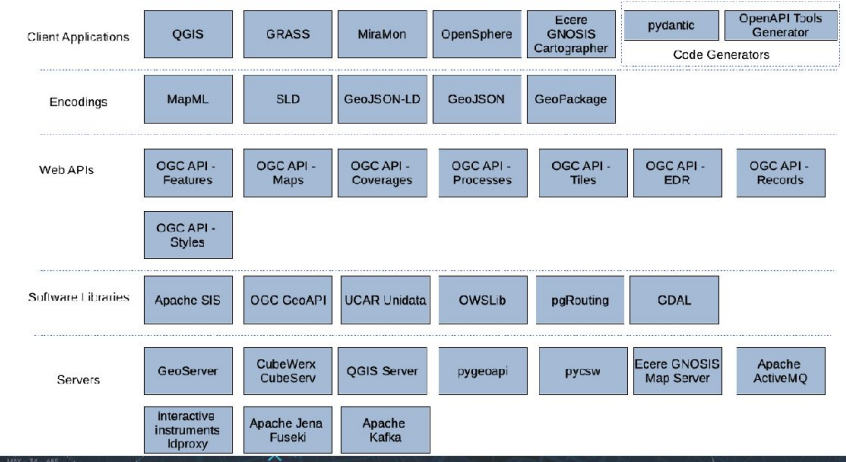 Client Applications
QGIS
GRASS
MiraMon
OpenSphere
Ecere
GNOSIS
Cartographer
pydantic
OpenAPI Tools
Generator
Code Generators
Encodings
MapML
SLD
GeoJSON-LD
GeoJSON
GeoPackage
Web APIs
OGC API -
Features
OGC API -
Maps
OGC API -
Coverages
OGC API -
Processes
OGC API -
Tiles
OGC API -
EDR
OGC API -
Records
OGC API -
Styles
Software Libraries
Apache SIS
OGC GeoAPI
UCAR Unidata
OWSLib
pgRouting
GDAL
Servers
GeoServer
CubeWerx
CubeServ
QGIS Server
pygeoapi
pycsw
Ecere GNOSIS
Map Server
Apache
ActiveMQ
interactive
instruments
ldproxy
Apache Jena
Fuseki
Apache
Kafka